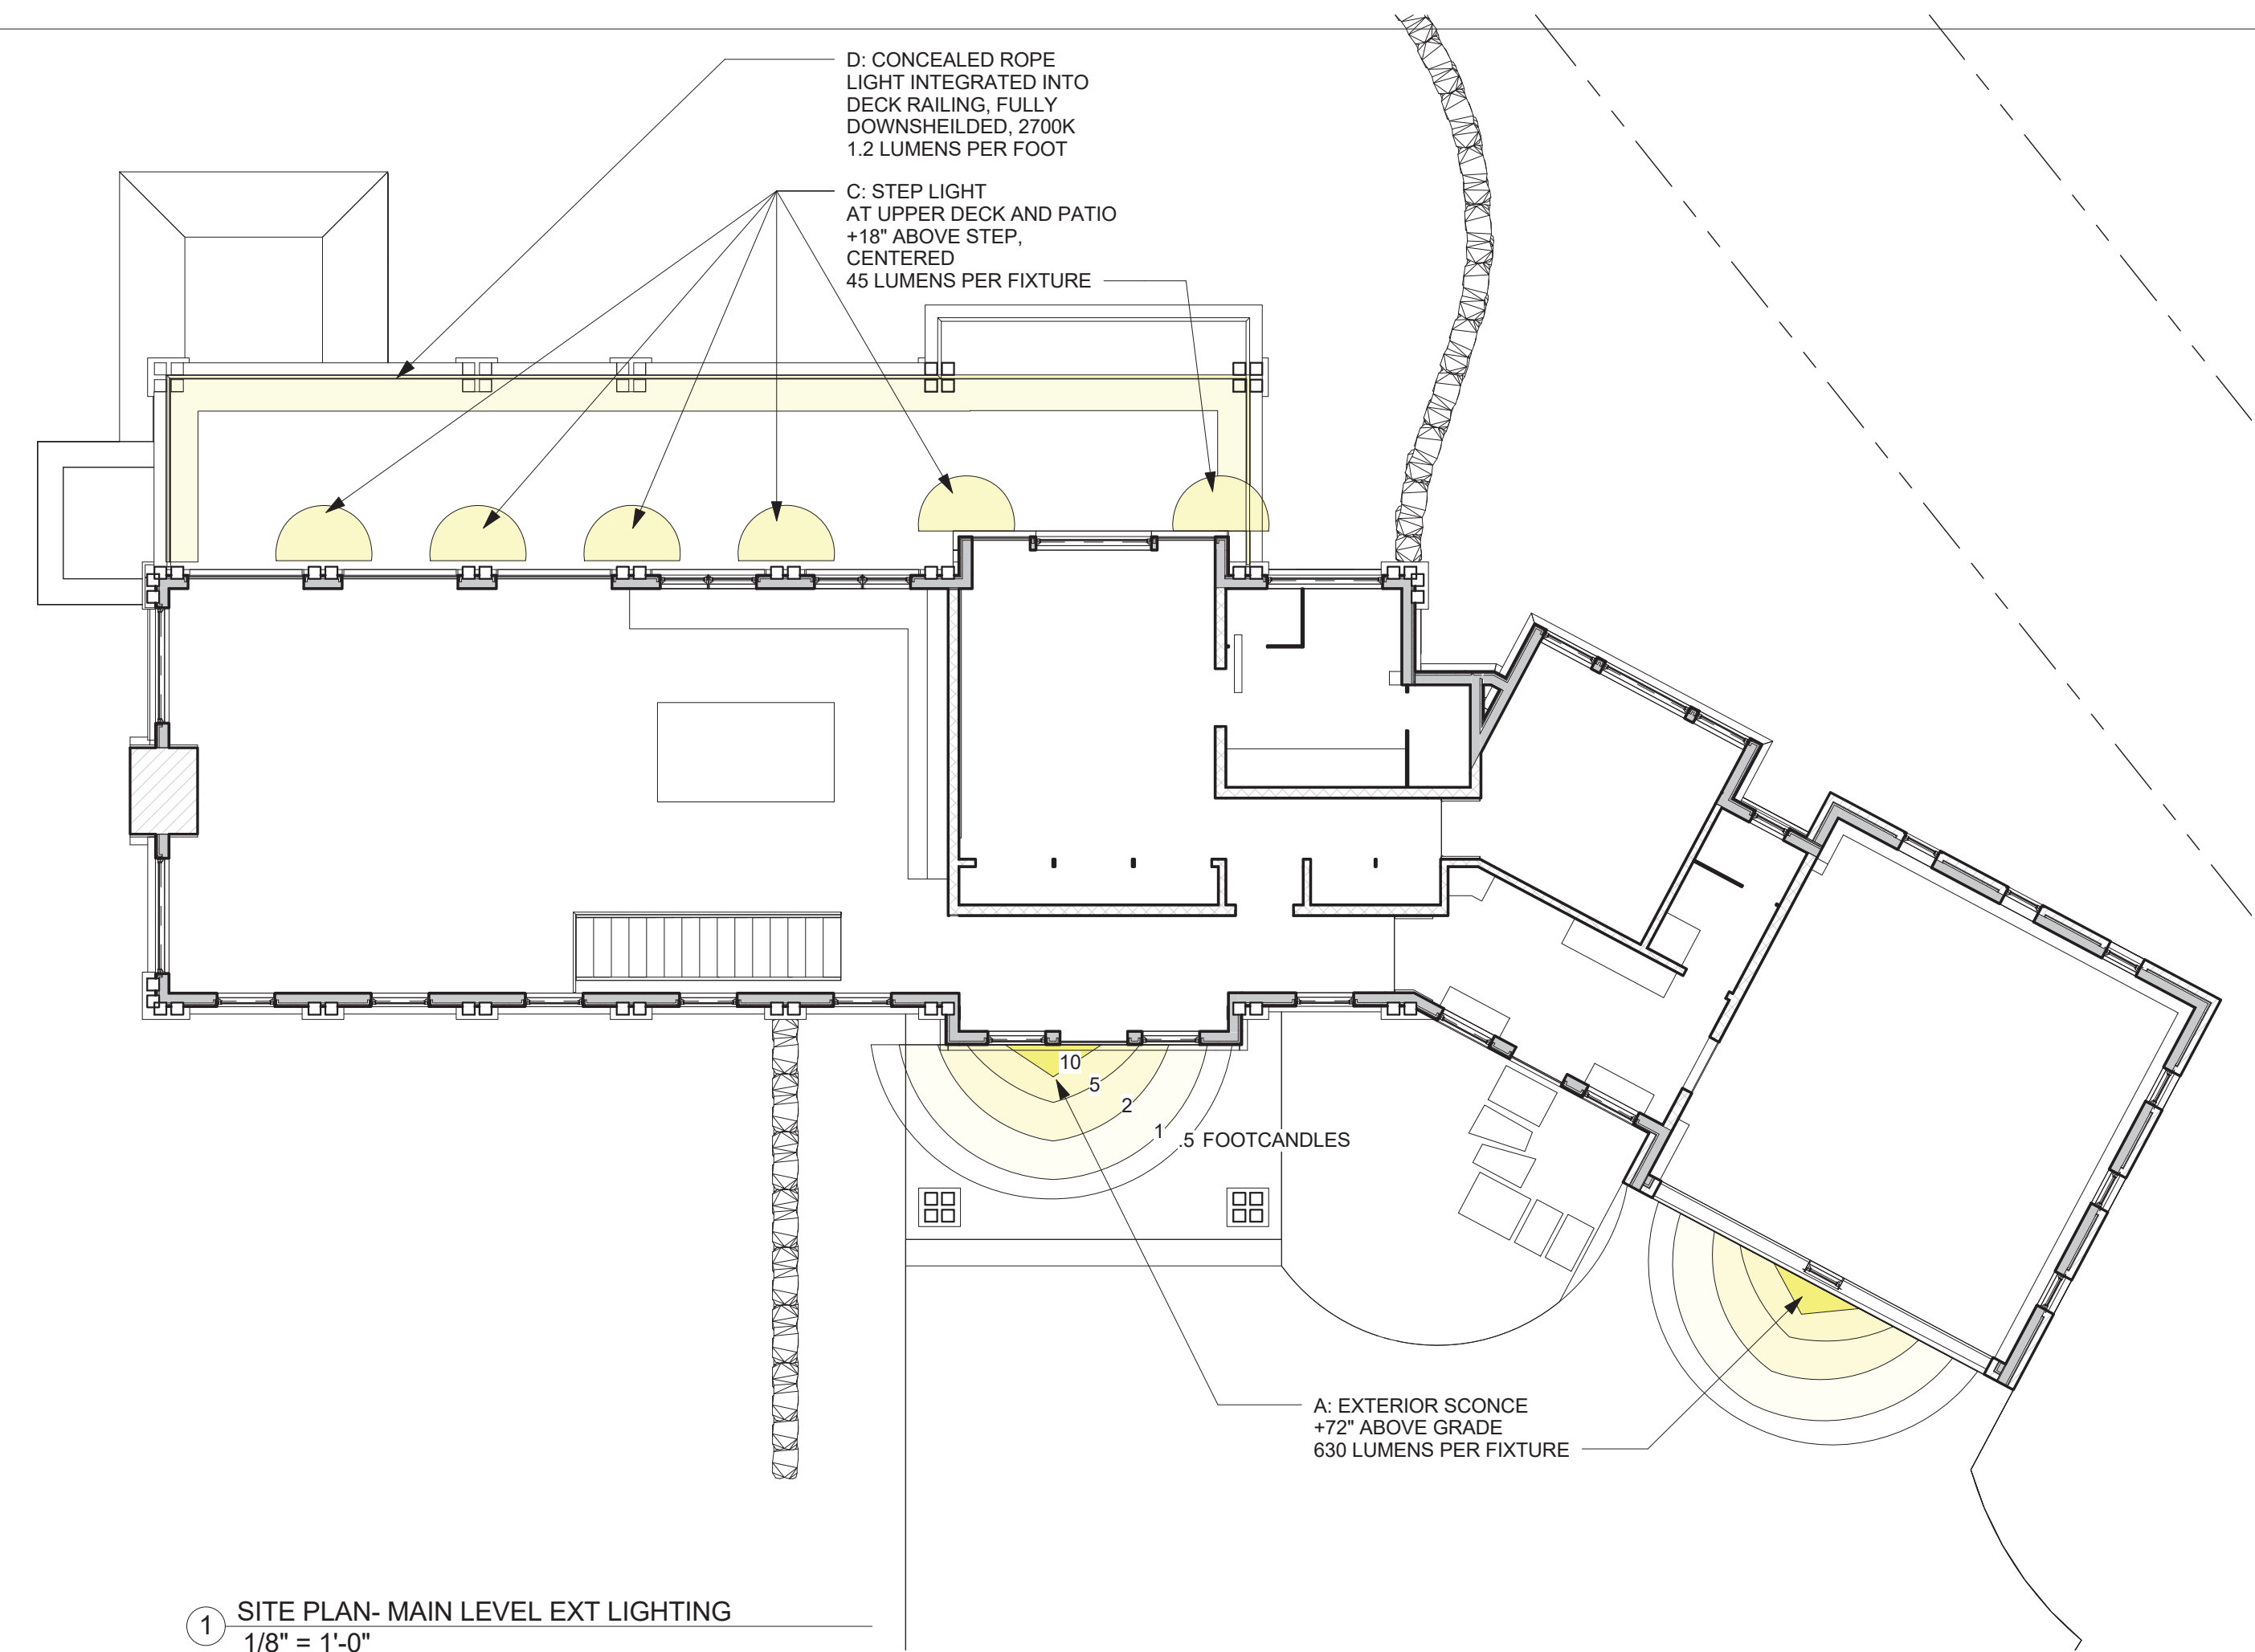 D: CONCEALED ROPE
LIGHT INTEGRATED INTO
DECK RAILING, FULLY
DOWNSHEILDED, 2700K
1.2 LUMENS PER FOOT
C: STEP LIGHT
AT UPPER DECK AND PATIO
+18" ABOVE STEP,
CENTERED
45 LUMENS PER FIXTURE
10
5
2
1
.5 FOOTCANDLES
A: EXTERIOR SCONCE
+72" ABOVE GRADE
630 LUMENS PER FIXTURE
1 SITE PLAN- MAIN LEVEL EXT LIGHTING
1/8" = 1'-0"